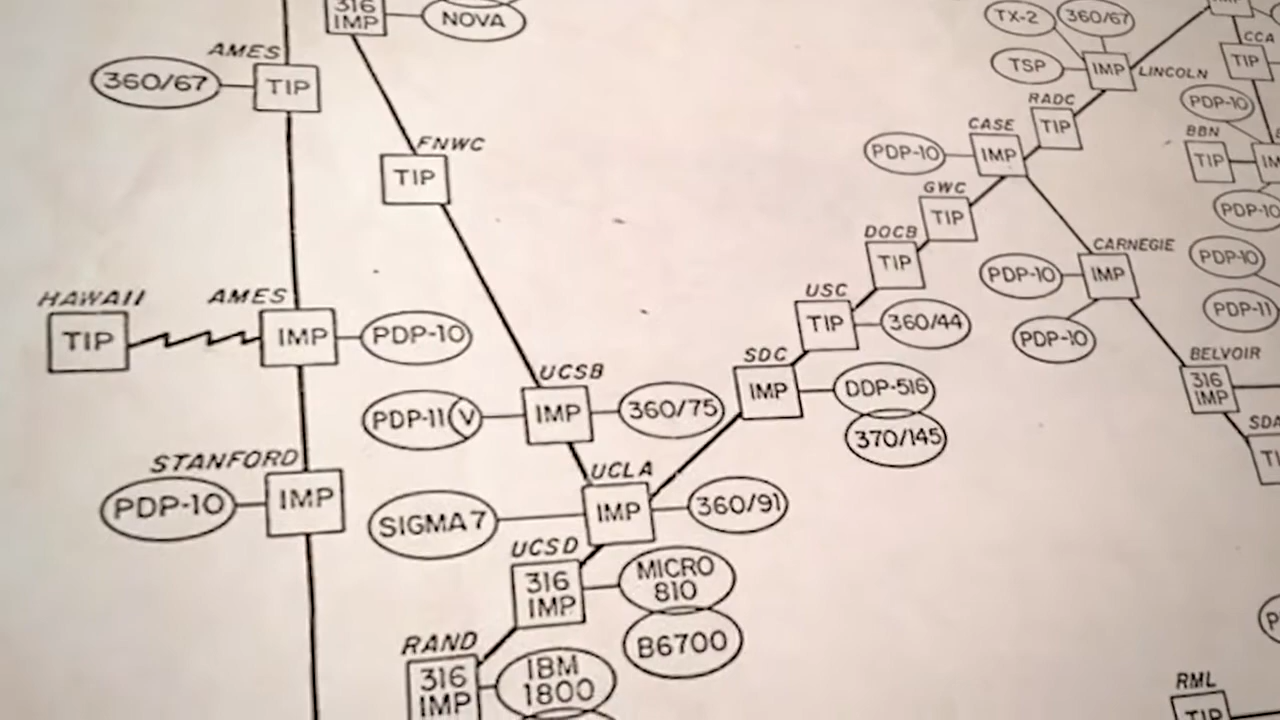 316
IMP
NOVA
TX-2
360/67
CCA
TIP
AMES
360/67
TIP
TSP
IMP
LINCOLN
RADC
TIP
PDP-10
BBN
TIP
CASE
PDP-10
IMP
FNWC
TIP
GWC
TIP
PDP-10
DOCB
TIP
CARNEGIE
PDP-10
IMP
PDP-10
PDP-11
PDP-10
HAWAII
TIP
AMES
IMP
PDP-10
USC
TIP
360/44
SDC
IMP
DDP-516
370/145
BELVOIR
316
IMP
UCSB
PDP-11
V
IMP
360/75
STANFORD
PDP-10
IMP
UCLA
SIGMA 7
IMP
360/91
UCSD
316
IMP
MICRO
810
B6700
RAND
316
IMP
IBM
1800
RML
TIP